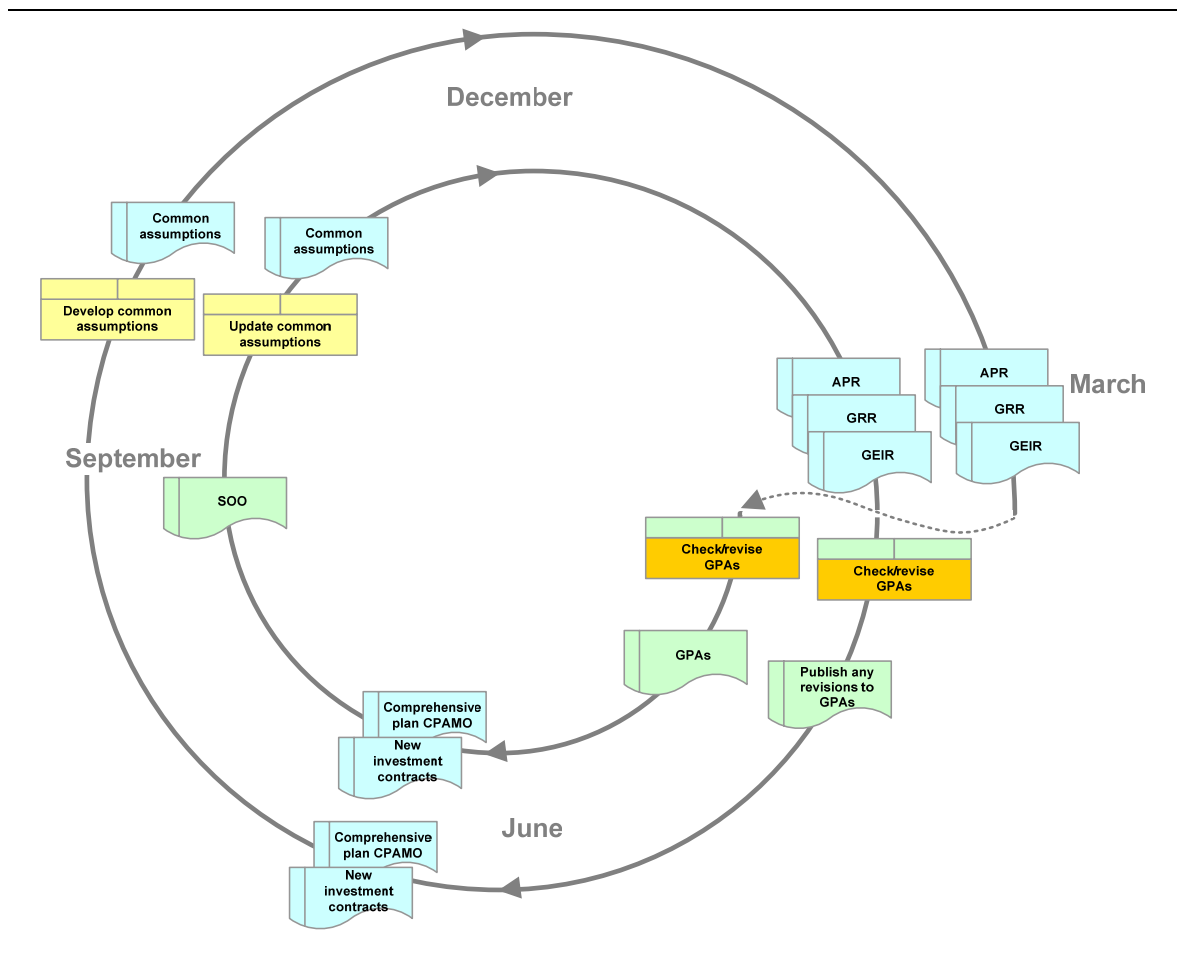 December
Common
assumptions
Common
assumptions
Develop common
assumptions
Update common
assumptions
APR
GRR
GEIR
APR
GRR
GEIR
March
September
SOO
Check/revise
GPAs
Check/revise
GPAs
GPAs
Publish any
revisions to
GPAs
Comprehensive
plan CPAMO
New
investment
contracts
June
Comprehensive
plan CPAMO
New
investment
contracts